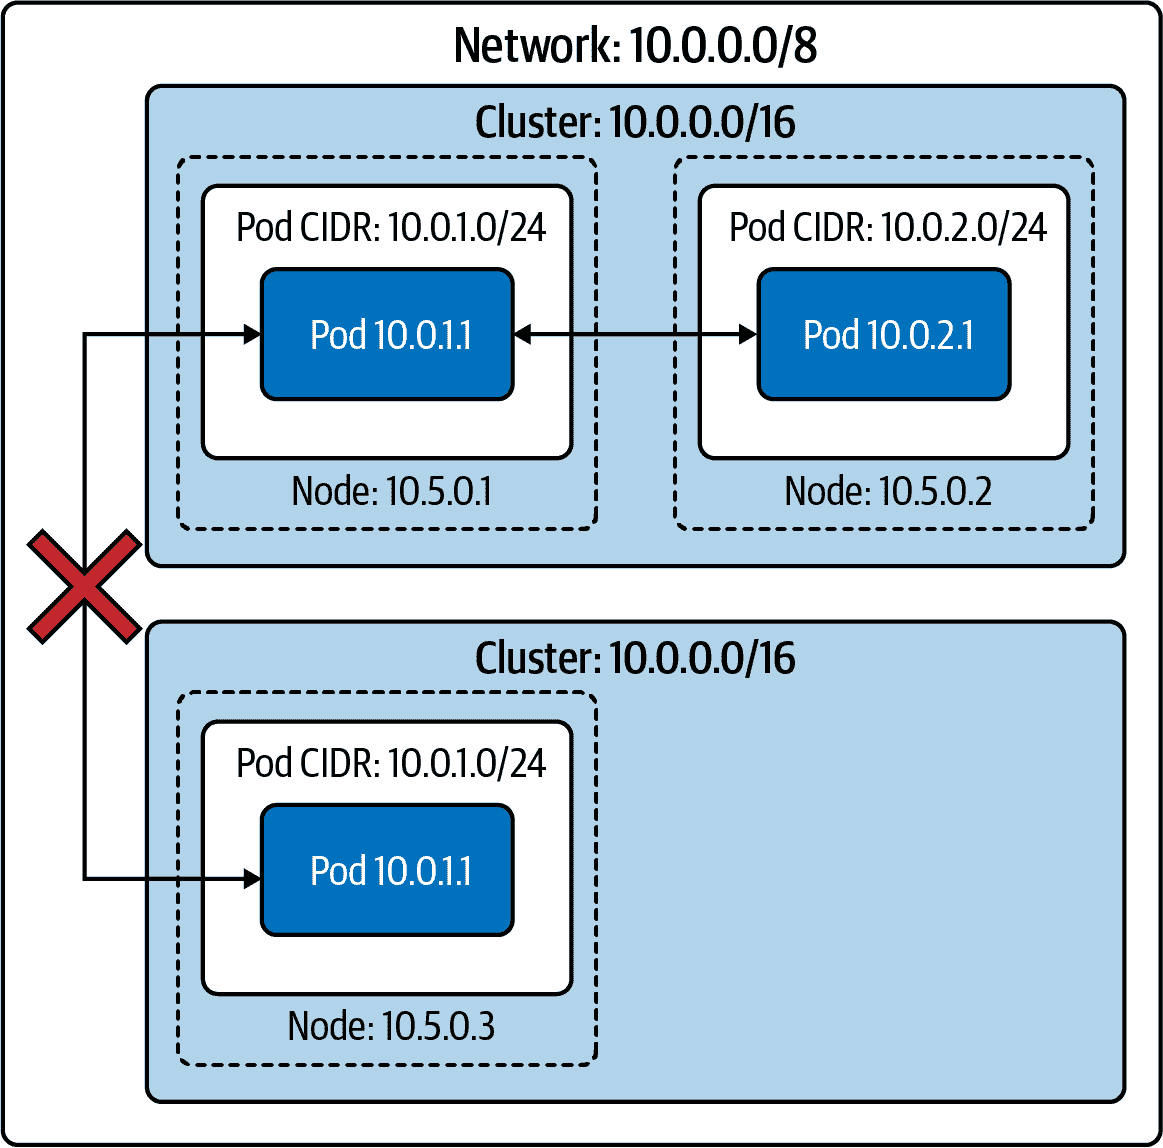 Network: 10.0.0.0/8
Cluster: 10.0.0.0/16
Pod CIDR: 10.0.1.0/24
Pod 10.0.1.1
Node: 10.5.0.1
Pod CIDR: 10.0.2.0/24
Pod 10.0.2.1
Node: 10.5.0.2
Cluster: 10.0.0.0/16
Pod CIDR: 10.0.1.0/24
Pod 10.0.1.1
Node: 10.5.0.3